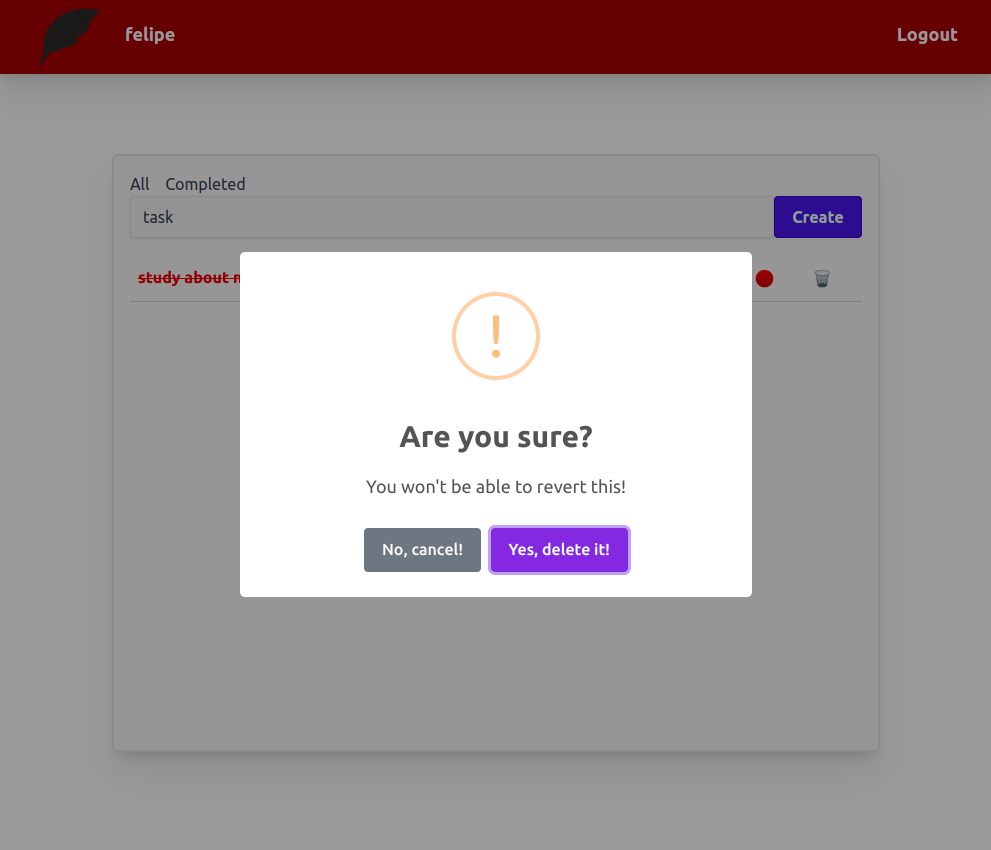 felipe Logout
All Completed
task Create
study about
Are you sure?
You won't be able to revert this!
No, cancel! Yes, delete it!